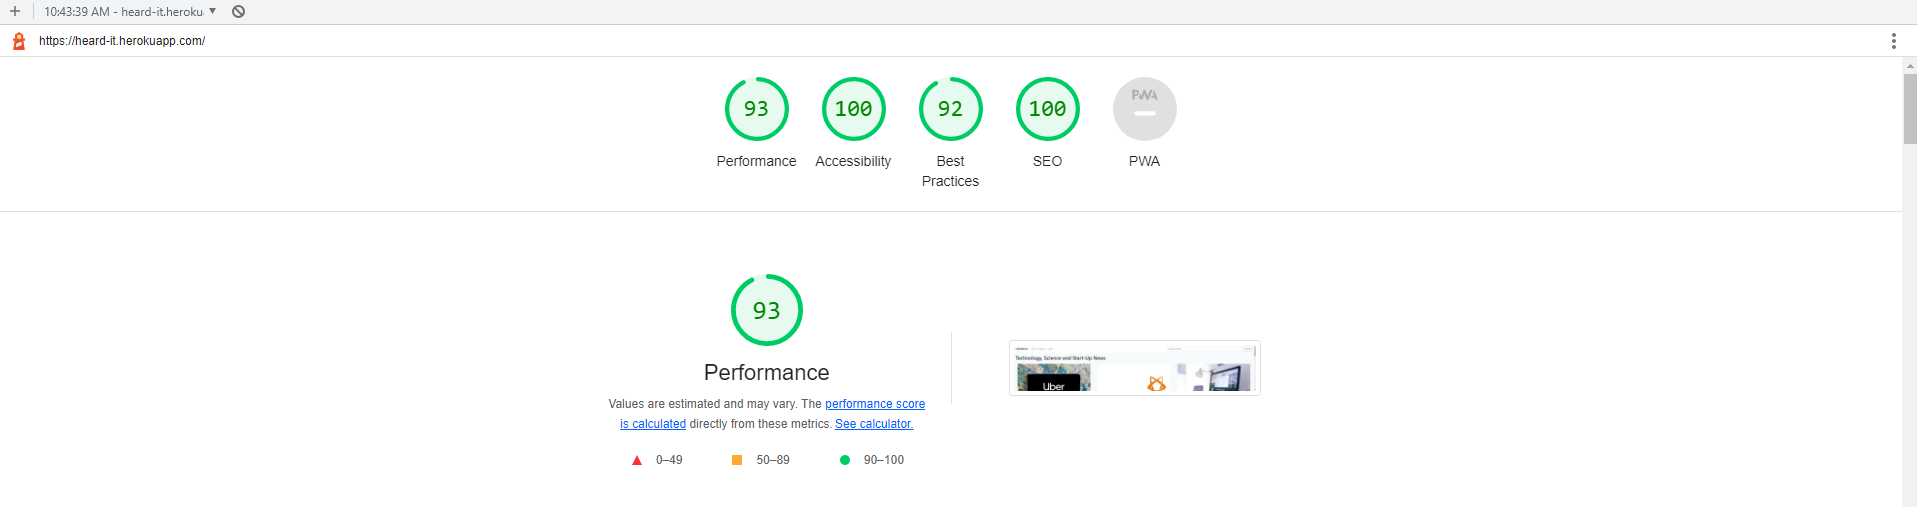 10:43:39 AM - heard-it.heroku
https://heard-it.herokuapp.com/
93
100
92
100
PWA
Performance
Accessibility
Best
Practices
SEO
PWA
93
Performance
Values are estimated and may vary. The performance score
is calculated directly from these metrics. See calculator.
0–49
50–89
90–100
Technology, Science and Start-Up News
Uber